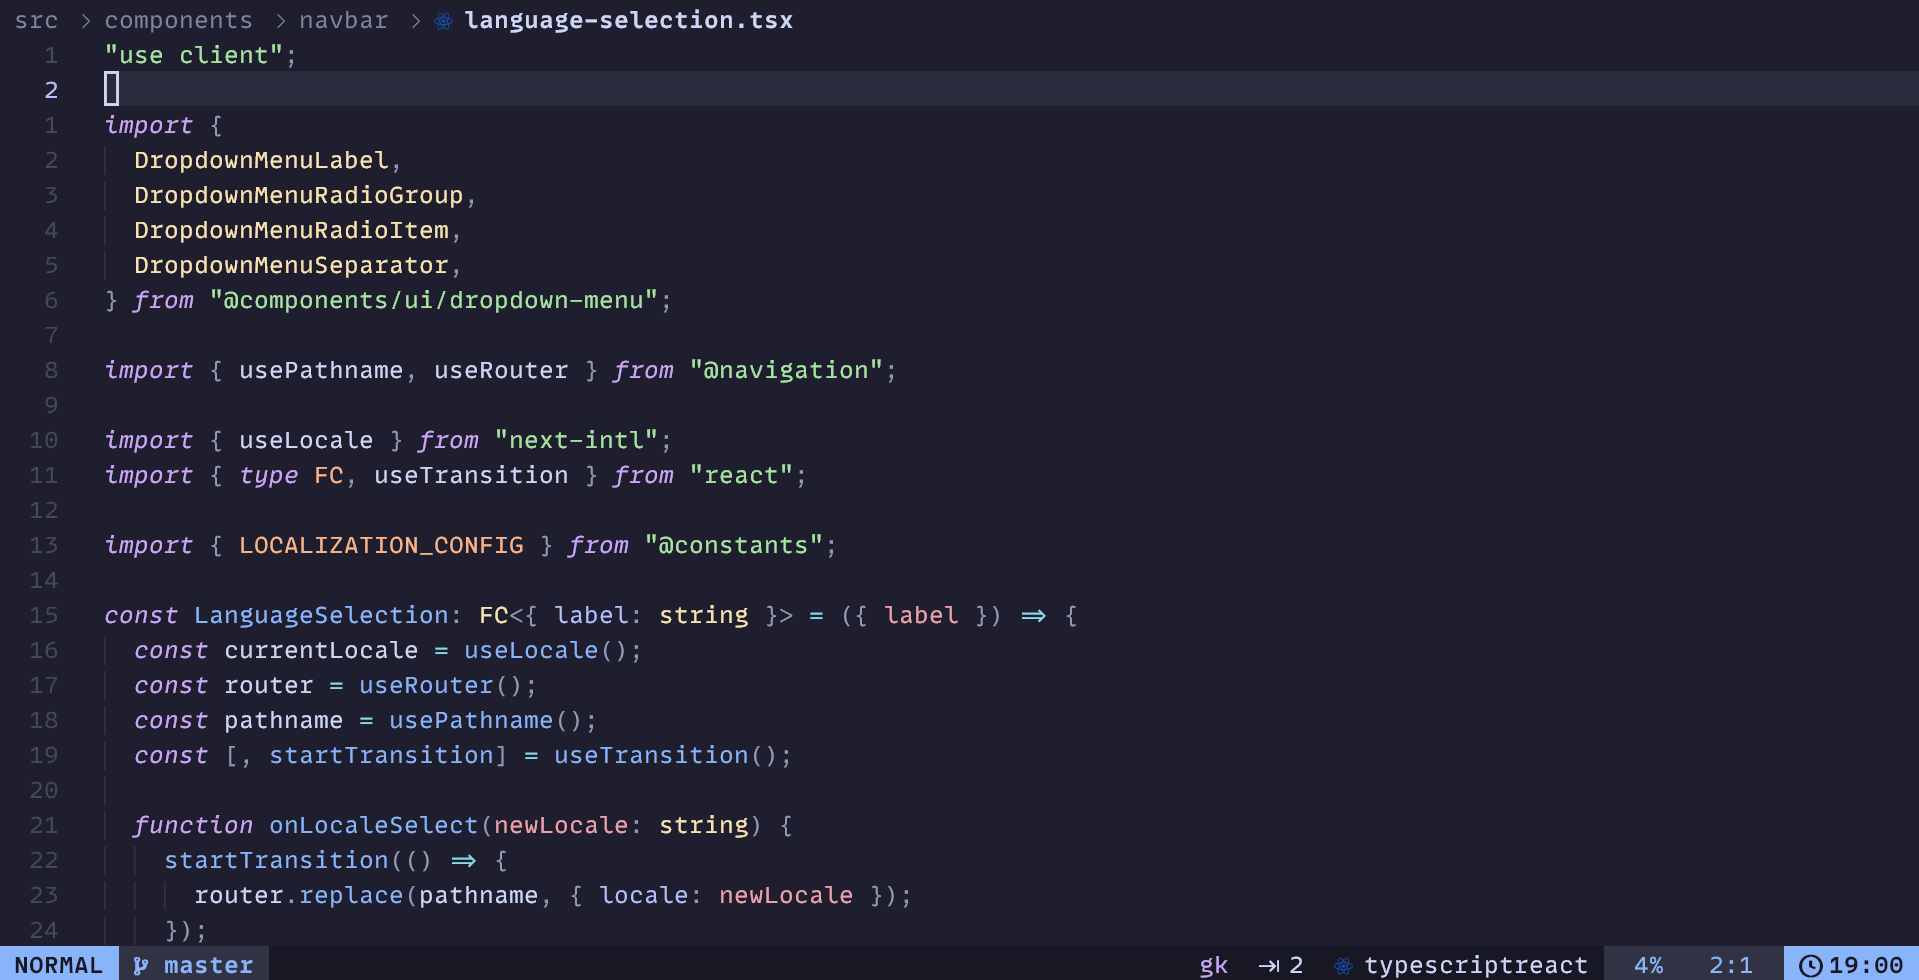 src > components > navbar > language-selection.tsx
1 "use client";
2
1 import {
2 DropdownMenuLabel,
3 DropdownMenuRadioGroup,
4 DropdownMenuRadioItem,
5 DropdownMenuSeparator,
6 } from "@components/ui/dropdown-menu";
7
8 import { usePathname, useRouter } from "@navigation";
9
10 import { useLocale } from "next-intl";
11 import { type FC, useTransition } from "react";
12
13 import { LOCALIZATION_CONFIG } from "@constants";
14
15 const LanguageSelection: FC<{ label: string }> = ({ label }) => {
16 const currentLocale = useLocale();
17 const router = useRouter();
18 const pathname = usePathname();
19 const [, startTransition] = useTransition();
20
21 function onLocaleSelect(newLocale: string) {
22 startTransition(() => {
23 router.replace(pathname, { locale: newLocale });
24 });
NORMAL master gk 2 typescriptreact 4% 2:1 19:00